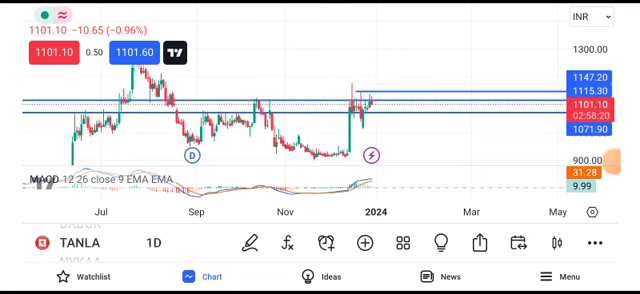 INR
1101.10 −10.65 (−0.96%)
1300.00
1101.10 0.50 1101.60
1147.20
1115.30
1101.10
02:58:20
1071.90
D
900.00
MACD 12 26 close 9 EMA EMA
31.28
9.99
Jul Sep Nov 2024 Mar May
DABUR
TANLA 1D
NYKAA
Watchlist Chart Ideas News Menu